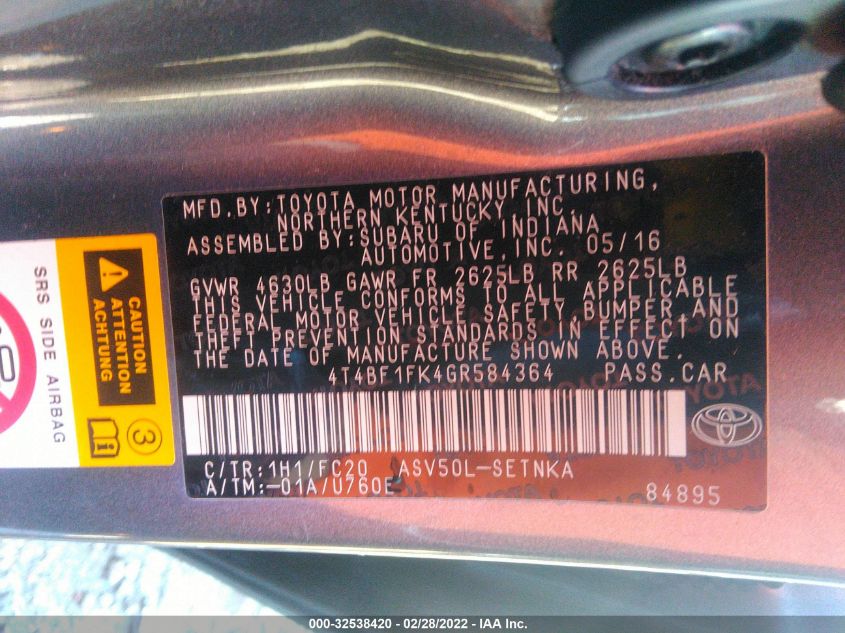 MFD.BY:TOYOTA MOTOR MANUFACTURING,
NORTHERN KENTUCKY, INC.
ASSEMBLED BY:SUBARU OF INDIANA
AUTOMOTIVE,INC. 05/16
GVWR 4630LB GAWR FR 2625LB RR 2625LB
THIS VEHICLE CONFORMS TO ALL APPLICABLE
FEDERAL MOTOR VEHICLE SAFETY,BUMPER,AND
THEFT PREVENTION STANDARDS IN EFFECT ON
THE DATE OF MANUFACTURE SHOWN ABOVE.
4T4BF1FK4GR584364 PASS.CAR
C/TR:1H1/FC20 ASV50L-SETNKA
A/TM:-01A/U760E
84895
CAUTION
ATTENTION
ACHTUNG
SRS SIDE AIRBAG
3
TOYOTA
000-32538420 - 02/28/2022 - IAA Inc.